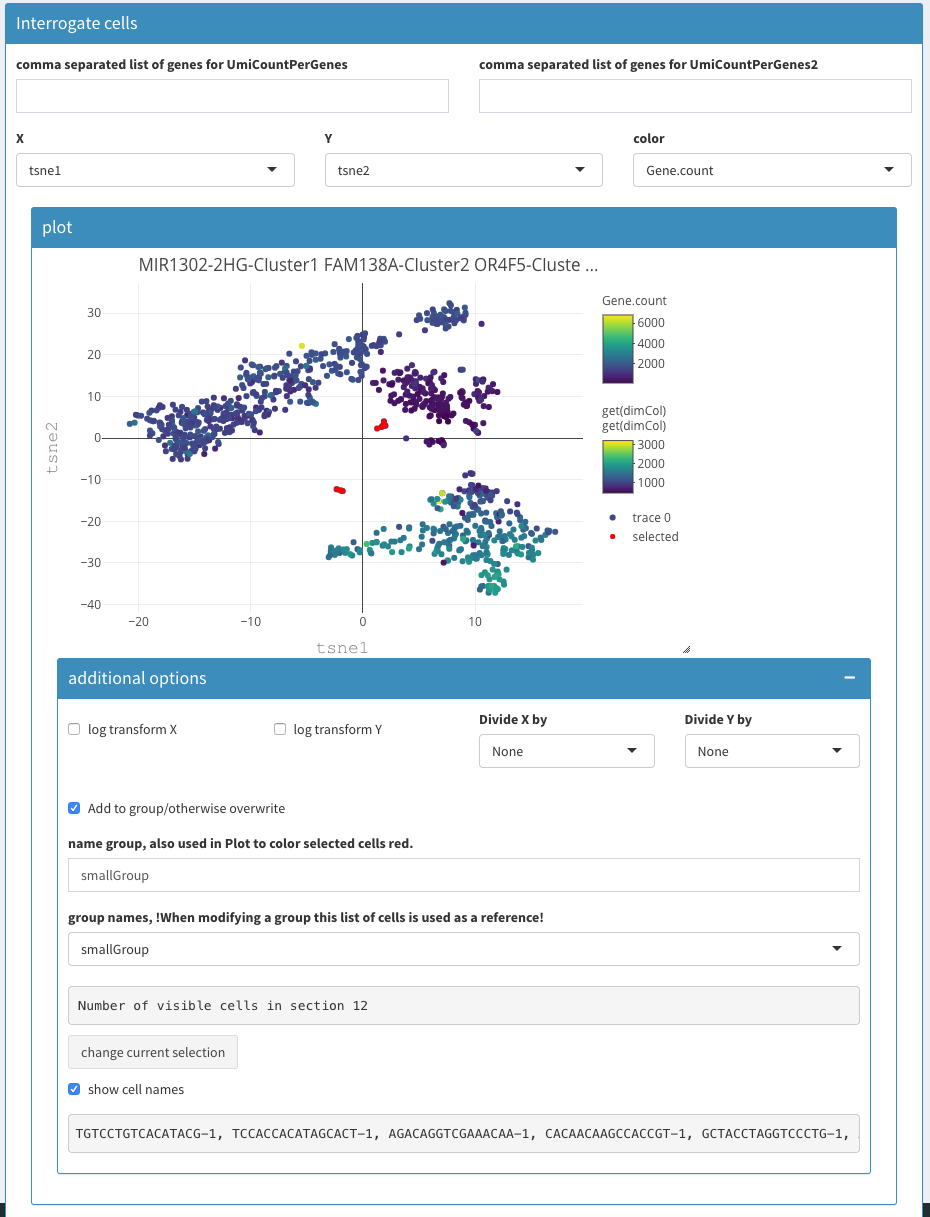 Interrogate cells
comma separated list of genes for UmiCountPerGenes
comma separated list of genes for UmiCountPerGenes2
X
Y
color
tsne1
tsne2
Gene.count
plot
MIR1302-2HG-Cluster1 FAM138A-Cluster2 OR4F5-Cluste ...
30
20
10
0
−10
−20
−30
−40
tsne2
−20
−10
0
10
tsne1
Gene.count
6000
4000
2000
get(dimCol)
get(dimCol)
3000
2000
1000
trace 0
selected
additional options
log transform X
log transform Y
Divide X by
None
Divide Y by
None
Add to group/otherwise overwrite
name group, also used in Plot to color selected cells red.
smallGroup
group names, !When modifying a group this list of cells is used as a reference!
smallGroup
Number of visible cells in section 12
change current selection
show cell names
TGTCCTGTCACATACG-1, TCCACCACATAGCACT-1, AGACAGGTCGAAACAA-1, CACAACAAGCCACCGT-1, GCTACCTAGGTCCCTG-1,